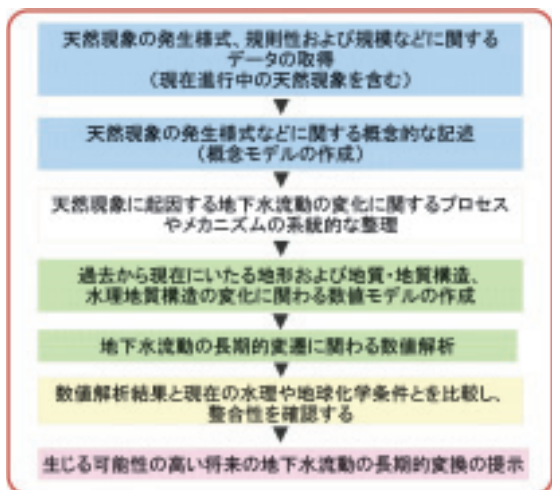 天然現象の発生様式、規則性および規模などに関する
データの取得
（現在進行中の天然現象を含む）
天然現象の発生様式などに関する概念的な記述
（概念モデルの作成）
天然現象に起因する地下水流動の変化に関するプロセス
やメカニズムの系統的な整理
過去から現在にいたる地形および地質・地質構造、
水理地質構造の変化に関わる数値モデルの作成
地下水流動の長期的変遷に関わる数値解析
数値解析結果と現在の水理や地球化学条件とを比較し、
整合性を確認する
生じる可能性の高い将来の地下水流動の長期的変換の提示